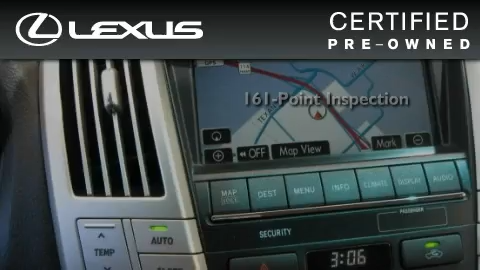 LEXUS
CERTIFIED
PRE-OWNED
161-Point Inspection
OFF
Map View
Mark
MAP
DEST
MENU
INFO
CLIMATE
DISPLAY
AUDIO
PASSENGER
SECURITY
TEMP
AUTO
3:06